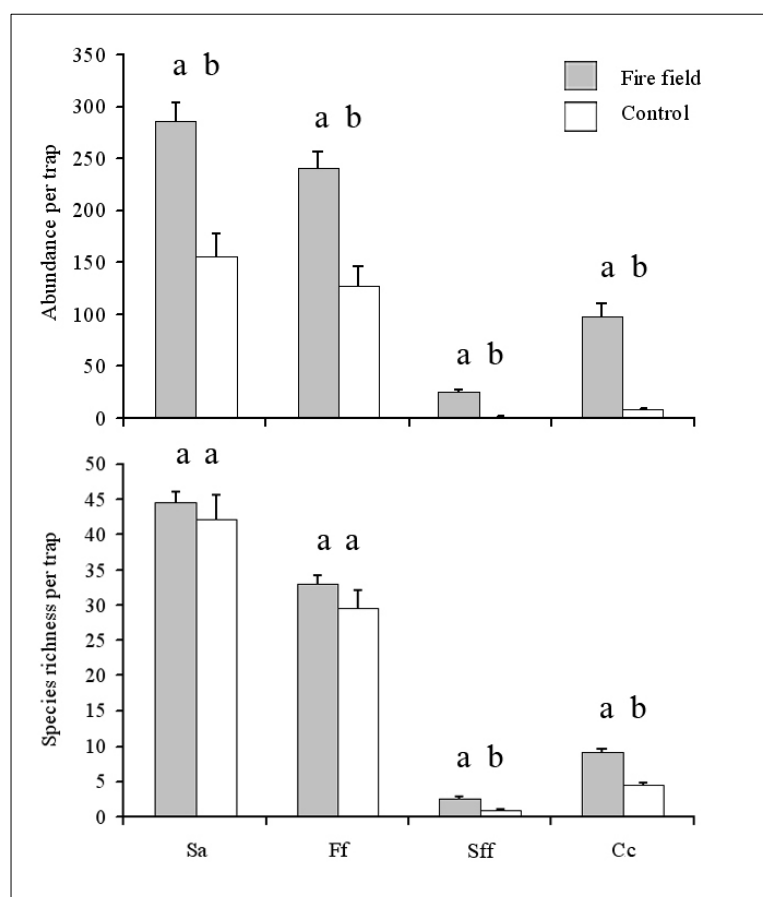 350
300
250
200
150
100
50
0
Abundance per trap
a b
a b
a b
a b
Fire field
Control
50
45
40
35
30
25
20
15
10
5
0
Species richness per trap
a a
a a
a b
a b
Sa Ff Sff Cc